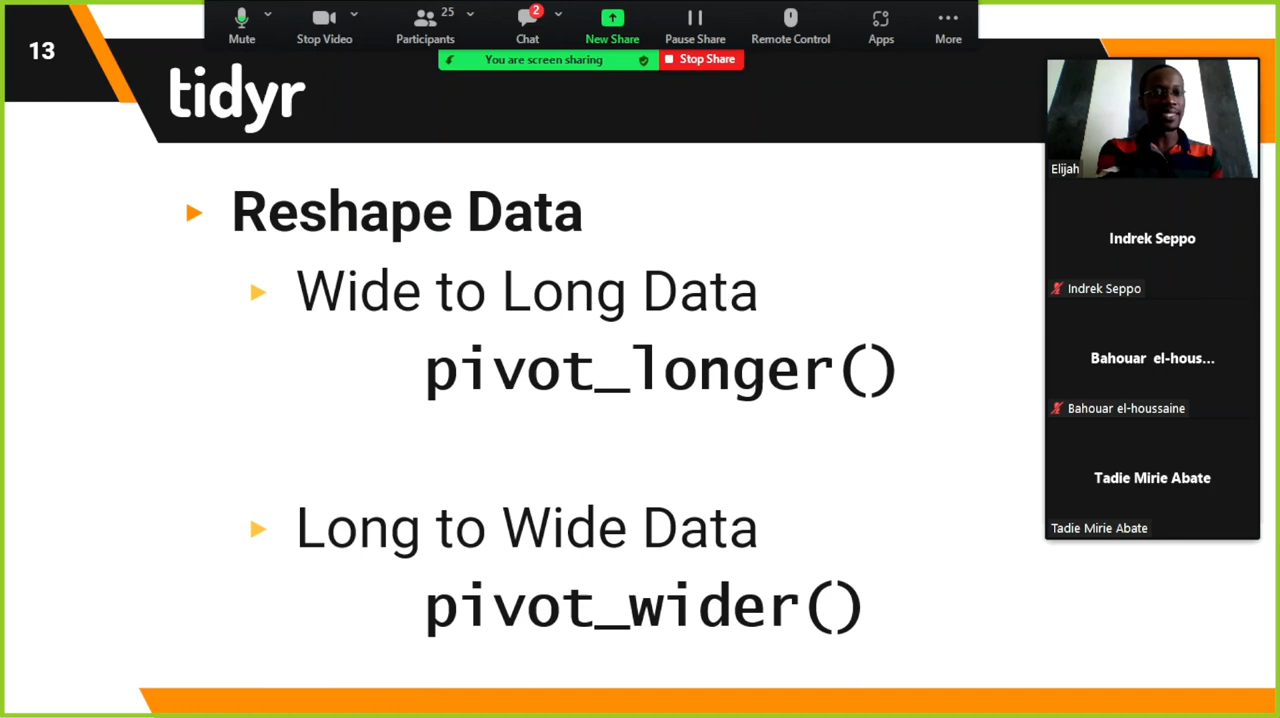 13
Mute
Stop Video
25
Participants
2
Chat
New Share
Pause Share
Remote Control
Apps
More
You are screen sharing
Stop Share
tidyr
Reshape Data
Wide to Long Data
pivot_longer()
Long to Wide Data
pivot_wider()
Elijah
Indrek Seppo
Indrek Seppo
Bahouar el-hous...
Bahouar el-houssaine
Tadie Mirie Abate
Tadie Mirie Abate